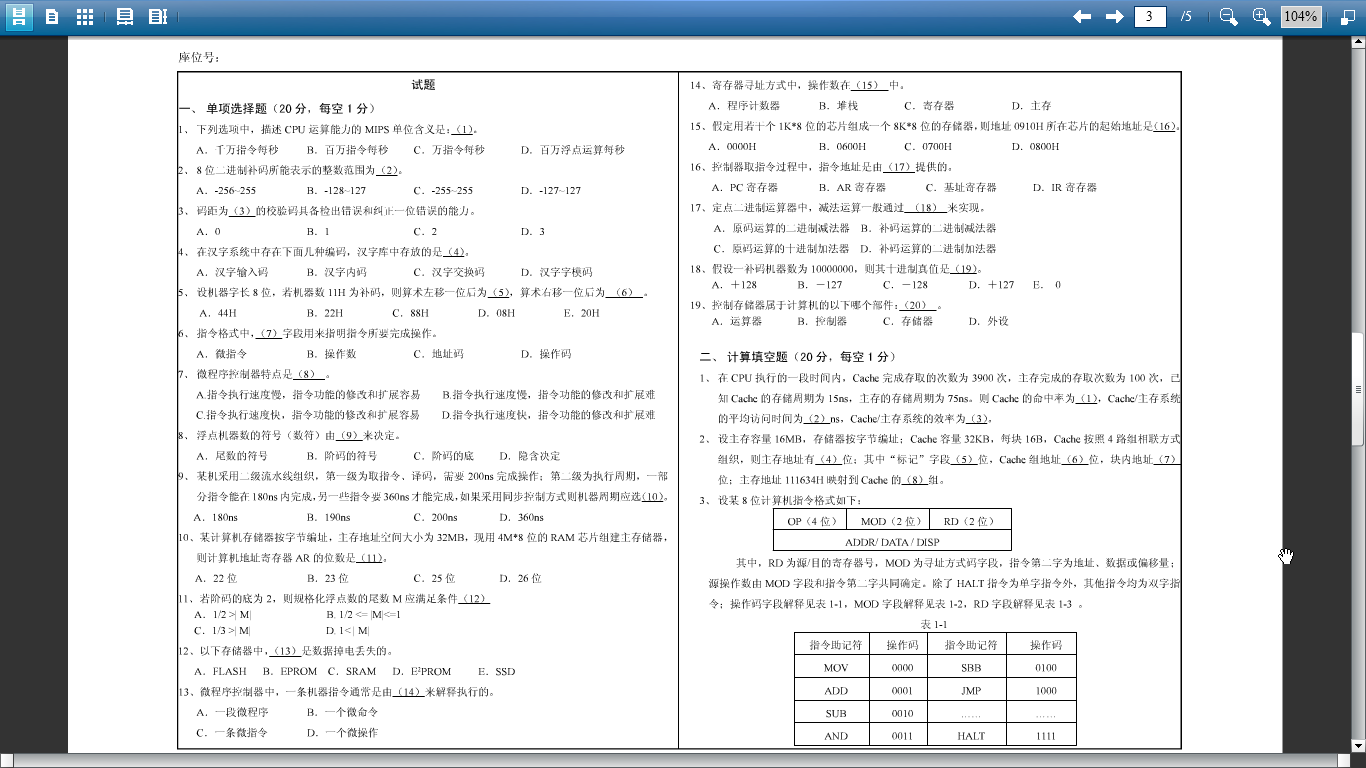 3 /5 104%
座位号：
试题
一、 单项选择题（20 分，每空 1 分）
1、 下列选项中，描述 CPU 运算能力的 MIPS 单位含义是：(1)。
A．千万指令每秒 B．百万指令每秒 C．万指令每秒 D．百万浮点运算每秒
2、 8 位二进制补码所能表示的整数范围为 (2)。
A．-256~255 B．-128~127 C．-255~255 D．-127~127
3、 码距为 (3) 的校验码具备检出错误和纠正一位错误的能力。
A．0 B．1 C．2 D．3
4、 在汉字系统中存在下面几种编码，汉字库中存放的是 (4)。
A．汉字输入码 B．汉字内码 C．汉字交换码 D．汉字字模码
5、 设机器字长 8 位，若机器数 11H 为补码，则算术左移一位后为 (5)，算术右移一位后为 (6) 。
A．44H B．22H C．88H D．08H E．20H
6、 指令格式中，(7) 字段用来指明指令所要完成操作。
A．微指令 B．操作数 C．地址码 D．操作码
7、 微程序控制器特点是 (8) 。
A.指令执行速度慢，指令功能的修改和扩展容易 B.指令执行速度慢，指令功能的修改和扩展难
C.指令执行速度快，指令功能的修改和扩展容易 D.指令执行速度快，指令功能的修改和扩展难
8、 浮点机器数的符号（数符）由 (9) 来决定。
A．尾数的符号 B．阶码的符号 C．阶码的底 D．隐含决定
9、 某机采用二级流水线组织，第一级为取指令、译码，需要 200ns 完成操作；第二级为执行周期，一部
分指令能在 180ns 内完成，另一些指令要 360ns 才能完成，如果采用同步控制方式则机器周期应选 (10)。
A．180ns B．190ns C．200ns D．360ns
10、某计算机存储器按字节编址，主存地址空间大小为 32MB，现用 4M*8 位的 RAM 芯片组建主存储器，
则计算机地址寄存器 AR 的位数是 (11)。
A．22 位 B．23 位 C．25 位 D．26 位
11、若阶码的底为 2，则规格化浮点数的尾数 M 应满足条件 (12)
A．1/2 >| M| B. 1/2 <= |M|<=1
C．1/3 >| M| D. 1<| M|
12、以下存储器中，(13) 是数据掉电丢失的。
A．FLASH B．EPROM C．SRAM D．E²PROM E．SSD
13、微程序控制器中，一条机器指令通常是由 (14) 来解释执行的。
A．一段微程序 B．一个微命令
C．一条微指令 D．一个微操作
14、寄存器寻址方式中，操作数在 (15) 中。
A．程序计数器 B．堆栈 C．寄存器 D．主存
15、假定用若干个 1K*8 位的芯片组成一个 8K*8 位的存储器，则地址 0910H 所在芯片的起始地址是 (16)。
A．0000H B．0600H C．0700H D．0800H
16、控制器取指令过程中，指令地址是由 (17) 提供的。
A．PC 寄存器 B．AR 寄存器 C．基址寄存器 D．IR 寄存器
17、定点二进制运算器中，减法运算一般通过 (18) 来实现。
A．原码运算的二进制减法器 B．补码运算的二进制减法器
C．原码运算的十进制加法器 D．补码运算的二进制加法器
18、假设一补码机器数为 10000000，则其十进制真值是 (19)。
A．＋128 B．－127 C．－128 D．＋127 E． 0
19、控制存储器属于计算机的以下哪个部件：(20) 。
A．运算器 B．控制器 C．存储器 D．外设
二、 计算填空题（20 分，每空 1 分）
1、 在 CPU 执行的一段时间内，Cache 完成存取的次数为 3900 次，主存完成的存取次数为 100 次，已
知 Cache 的存储周期为 15ns，主存的存储周期为 75ns。则 Cache 的命中率为 (1)，Cache/主存系统
的平均访问时间为 (2) ns，Cache/主存系统的效率为 (3)，
2、 设主存容量 16MB，存储器按字节编址；Cache 容量 32KB，每块 16B，Cache 按照 4 路组相联方式
组织，则主存地址有 (4) 位；其中“标记”字段 (5) 位，Cache 组地址 (6) 位，块内地址 (7)
位；主存地址 111634H 映射到 Cache 的 (8) 组。
3、 设某 8 位计算机指令格式如下：
OP（4 位） MOD（2 位） RD（2 位）
ADDR/ DATA / DISP
其中，RD 为源/目的寄存器号，MOD 为寻址方式码字段，指令第二字为地址、数据或偏移量；
源操作数由 MOD 字段和指令第二字共同确定。除了 HALT 指令为单字指令外，其他指令均为双字指
令；操作码字段解释见表 1-1，MOD 字段解释见表 1-2，RD 字段解释见表 1-3 。
表 1-1
指令助记符 操作码 指令助记符 操作码
MOV 0000 SBB 0100
ADD 0001 JMP 1000
SUB 0010 …… ……
AND 0011 HALT 1111